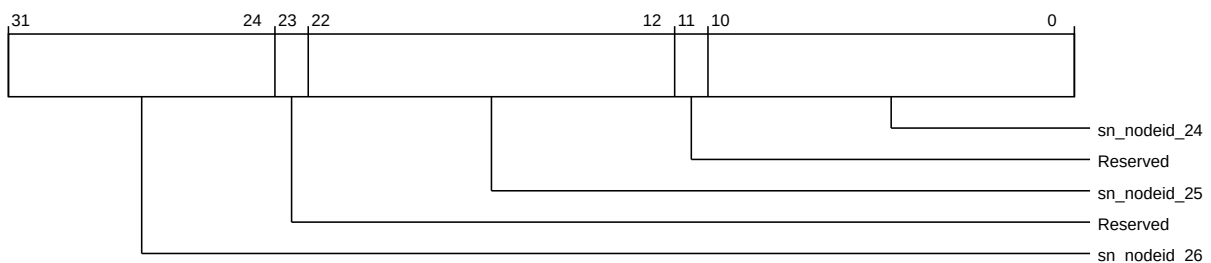 31 24 23 22 12 11 10 0
sn_nodeid_24
Reserved
sn_nodeid_25
Reserved
sn_nodeid_26